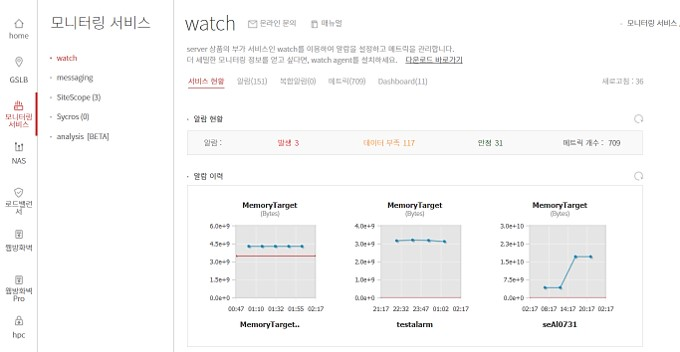 home
GSLB
모니터링
서비스
NAS
로드밸런
서
웹방화벽
웹방화벽
Pro
hpc
모니터링 서비스
watch
messaging
SiteScope (3)
Sycros (0)
analysis [BETA]
watch 온라인 문의 매뉴얼
모니터링 서비스
server 상품의 부가 서비스인 watch를 이용하여 알람을 설정하고 메트릭을 관리합니다.
더 세밀한 모니터링 정보를 얻고 싶다면, watch agent를 설치하세요. 다운로드 바로가기
서비스 현황 알람(151) 복합알람(0) 메트릭(709) Dashboard(11) 새로고침 : 36
알람 현황
알람 : 발생 3 데이터 부족 117 안정 31 메트릭 개수 : 709
알람 이력
MemoryTarget MemoryTarget MemoryTarget
(Bytes) (Bytes) (Bytes)
6.0e+9 4.0e+9 3.0e+10
4.5e+9 3.0e+9 2.3e+10
3.0e+9 2.0e+9 1.5e+10
1.5e+9 1.0e+9 7.5e+9
0.0e+0 0.0e+0 0.0e+0
00:47 01:10 01:32 01:55 02:17 21:17 22:32 23:47 01:02 02:17 02:17 08:17 14:17 20:17 02:17
MemoryTarget.. testalarm seAl0731